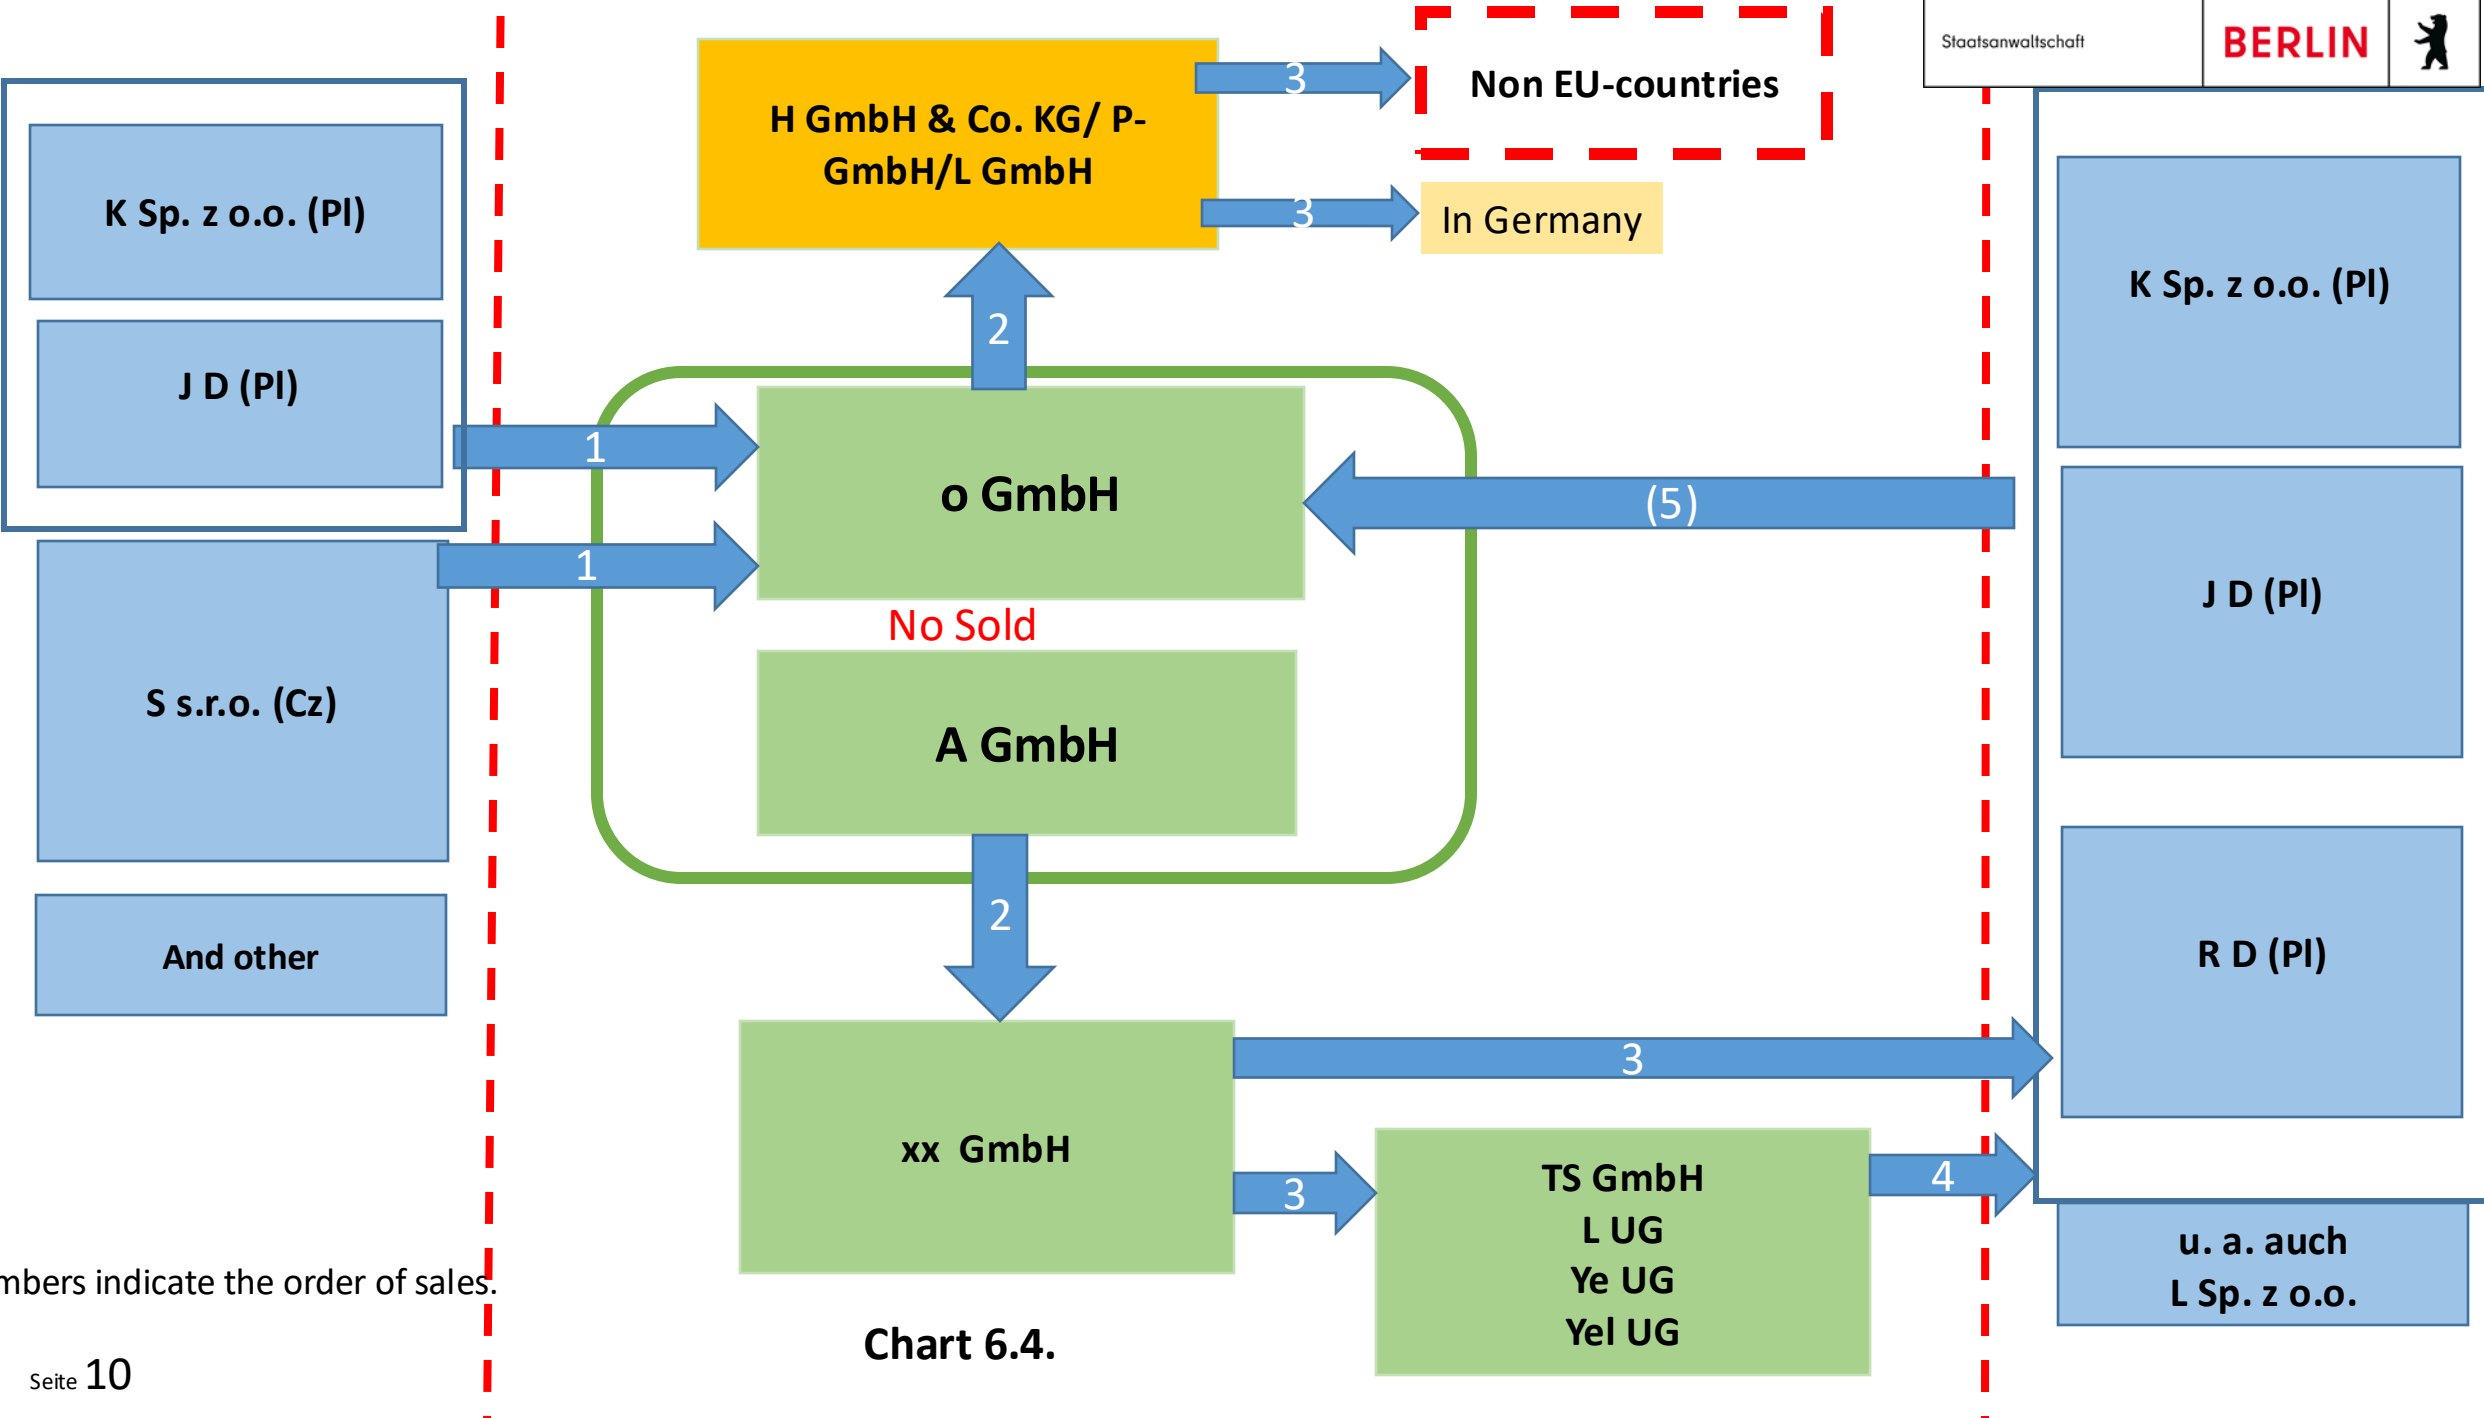 Staatsanwaltschaft
BERLIN
K Sp. z o.o. (Pl)
J D (Pl)
S s.r.o. (Cz)
And other
H GmbH & Co. KG/ P-
GmbH/L GmbH
3
Non EU-countries
3
In Germany
2
1
1
o GmbH
(5)
No Sold
A GmbH
2
xx GmbH
3
3
TS GmbH
L UG
Ye UG
Yel UG
4
K Sp. z o.o. (Pl)
J D (Pl)
R D (Pl)
u. a. auch
L Sp. z o.o.
mbers indicate the order of sales.
Chart 6.4.
Seite 10